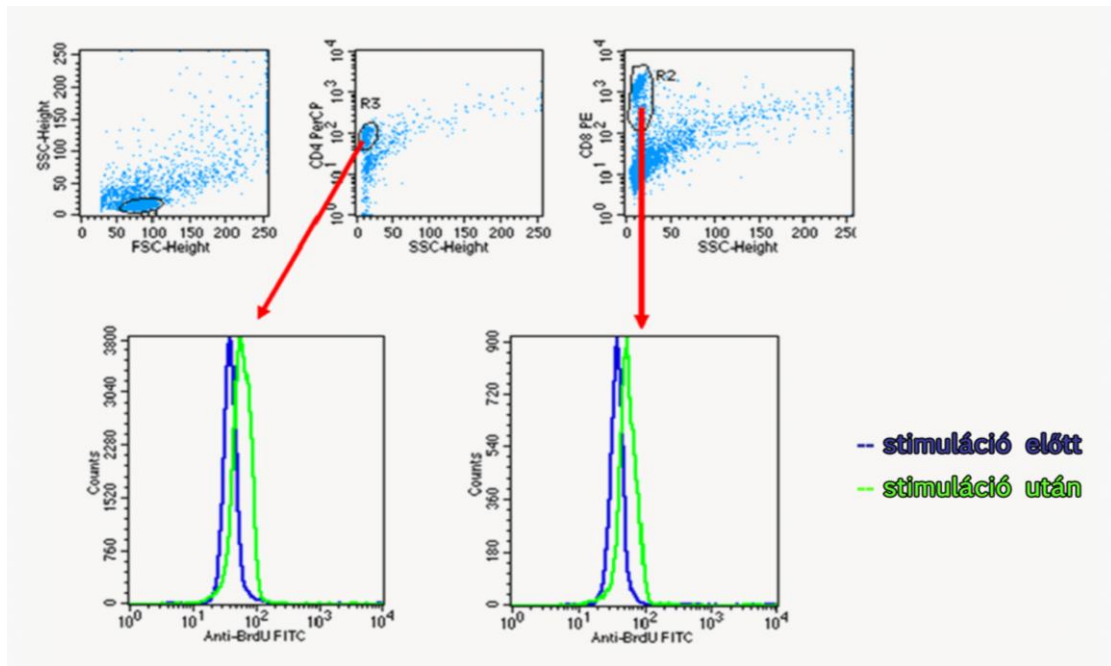 SSC-Height
250
200
150
100
50
0
0 50 100 150 200 250
FSC-Height
CD4 PerCP
10^4
10^3
10^2
10^1
10^0
R3
0 50 100 150 200 250
SSC-Height
CD8 PE
10^4
10^3
10^2
10^1
10^0
R2
0 50 100 150 200 25
SSC-Height
Counts
3800
3040
2280
1520
760
0
10^0 10^1 10^2 10^3 10^4
Anti-BrdU FITC
Counts
900
720
540
360
180
0
10^0 10^1 10^2 10^3 10^4
Anti-BrdU FITC
-- stimuláció előtt
-- stimuláció után